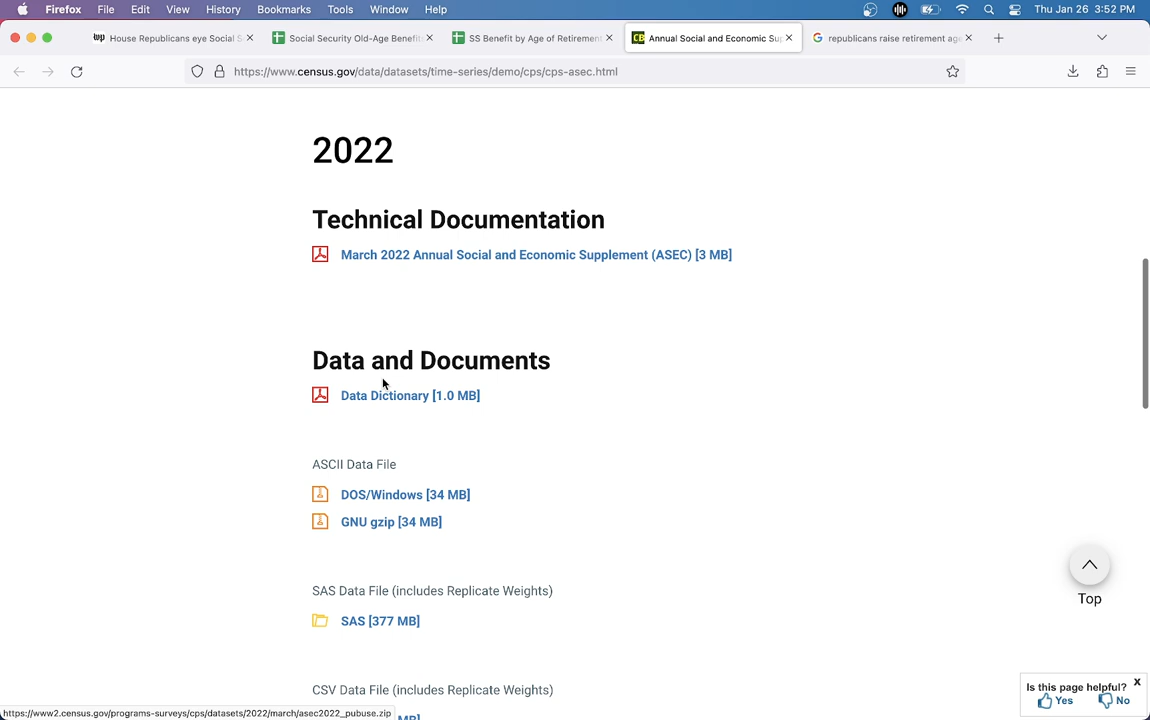 Firefox File Edit View History Bookmarks Tools Window Help Thu Jan 26 3:52 PM
wp House Republicans eye Social S Social Security Old-Age Benefit SS Benefit by Age of Retirement CB Annual Social and Economic Sup G republicans raise retirement age
https://www.census.gov/data/datasets/time-series/demo/cps/cps-asec.html
2022
Technical Documentation
March 2022 Annual Social and Economic Supplement (ASEC) [3 MB]
Data and Documents
Data Dictionary [1.0 MB]
ASCII Data File
DOS/Windows [34 MB]
GNU gzip [34 MB]
Top
SAS Data File (includes Replicate Weights)
SAS [377 MB]
CSV Data File (includes Replicate Weights)
Is this page helpful? x
Yes No
https://www2.census.gov/programs-surveys/cps/datasets/2022/march/asec2022_pubuse.zip MB]